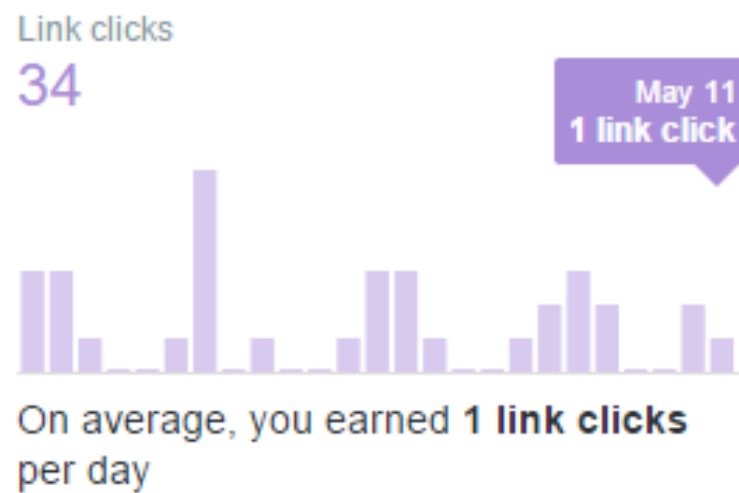 Link clicks
34
May 11
1 link click
On average, you earned 1 link clicks
per day